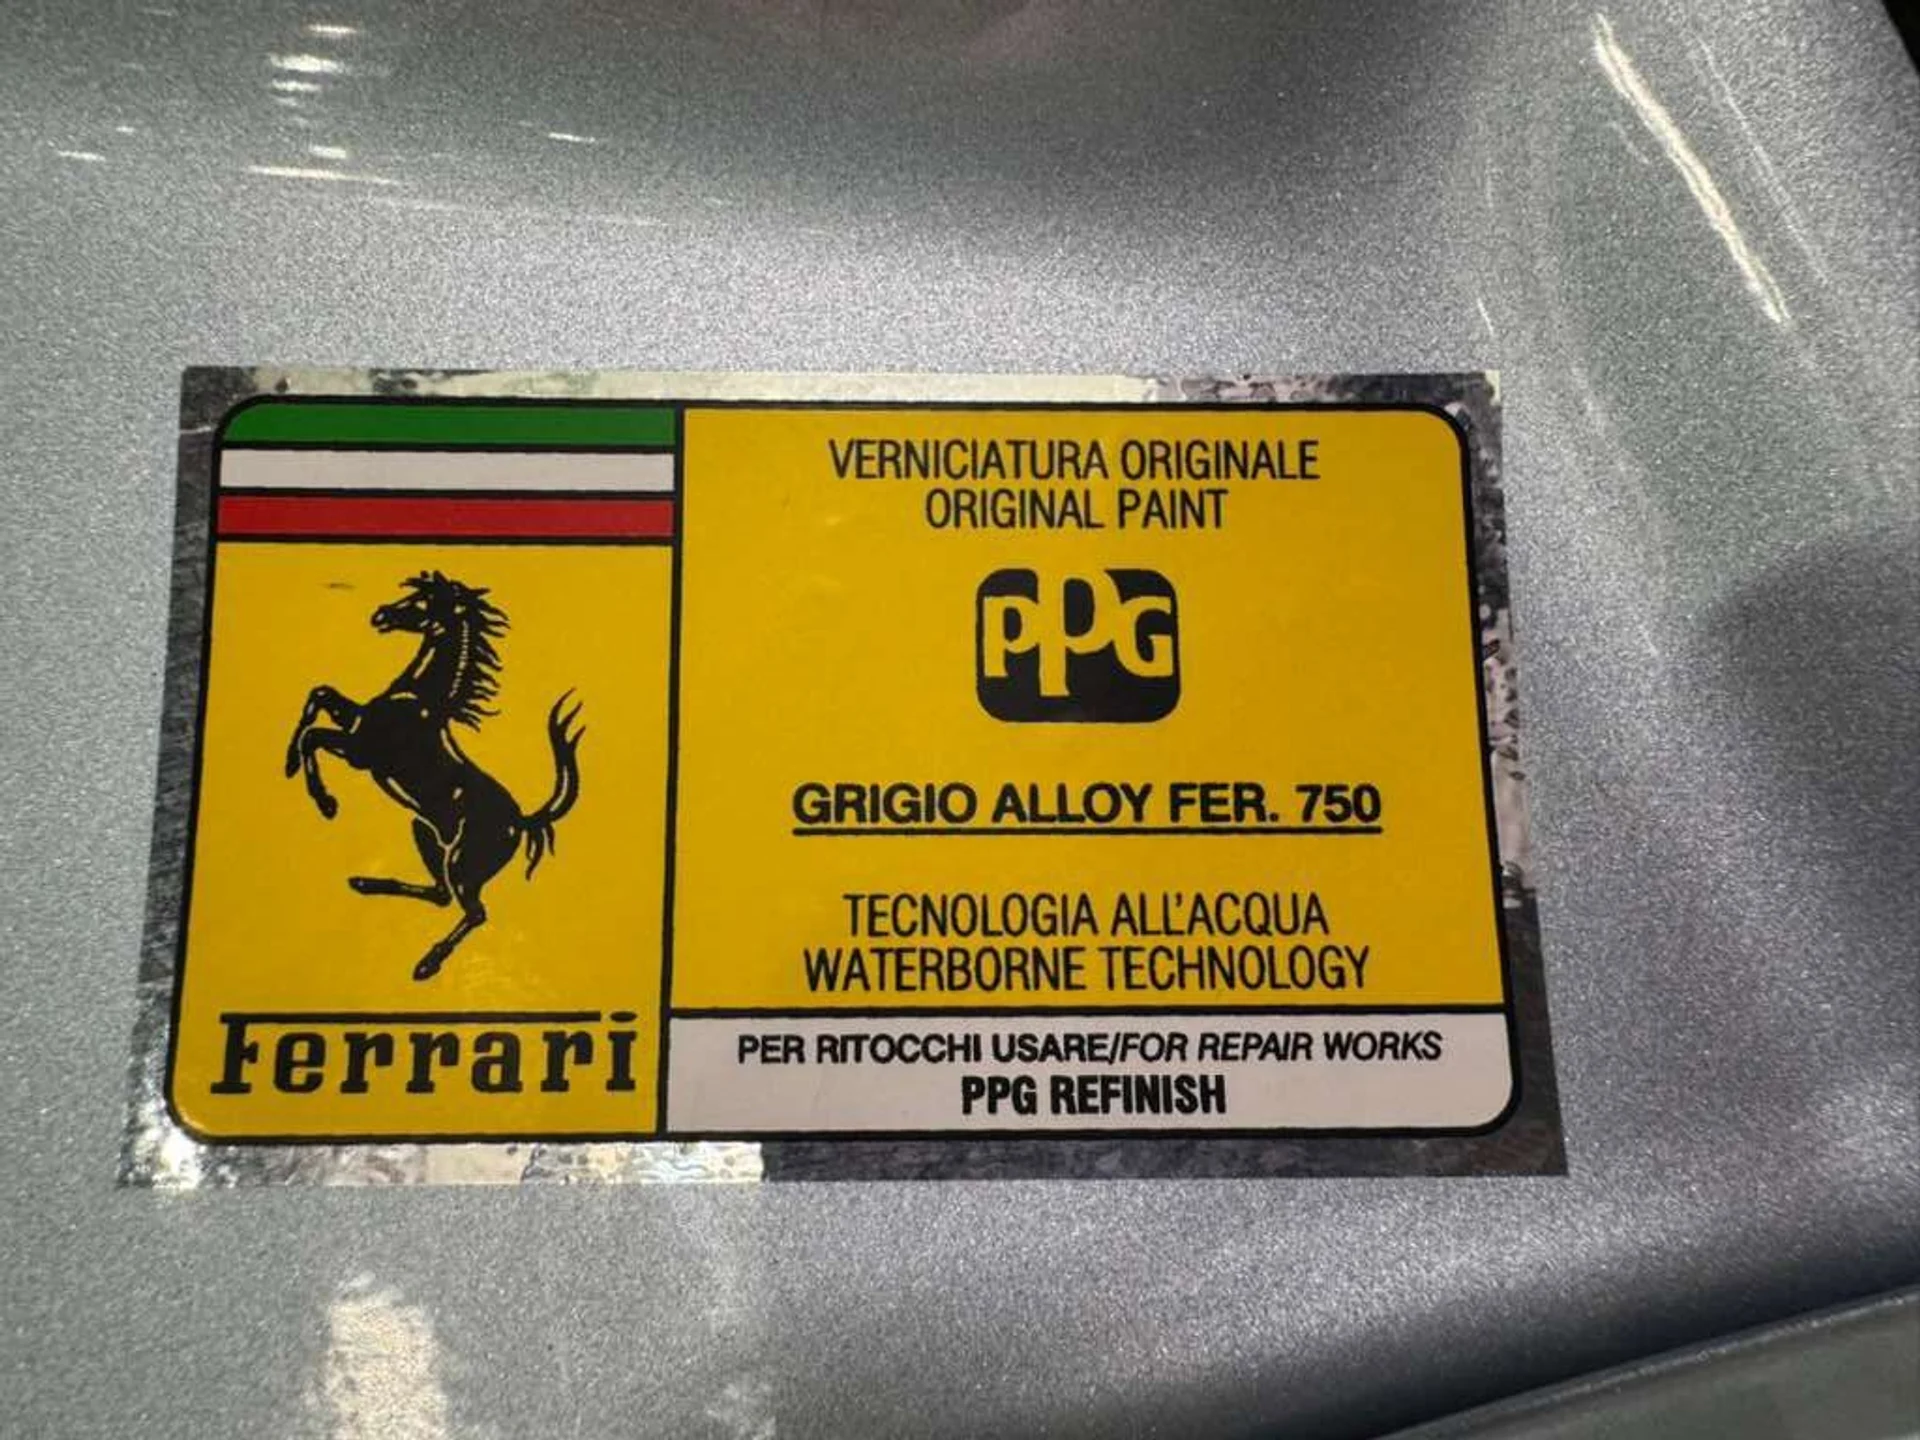 VERNICIATURA ORIGINALE
ORIGINAL PAINT
PPG
GRIGIO ALLOY FER. 750
TECNOLOGIA ALL'ACQUA
WATERBORNE TECHNOLOGY
Ferrari
PER RITOCCHI USARE/FOR REPAIR WORKS
PPG REFINISH